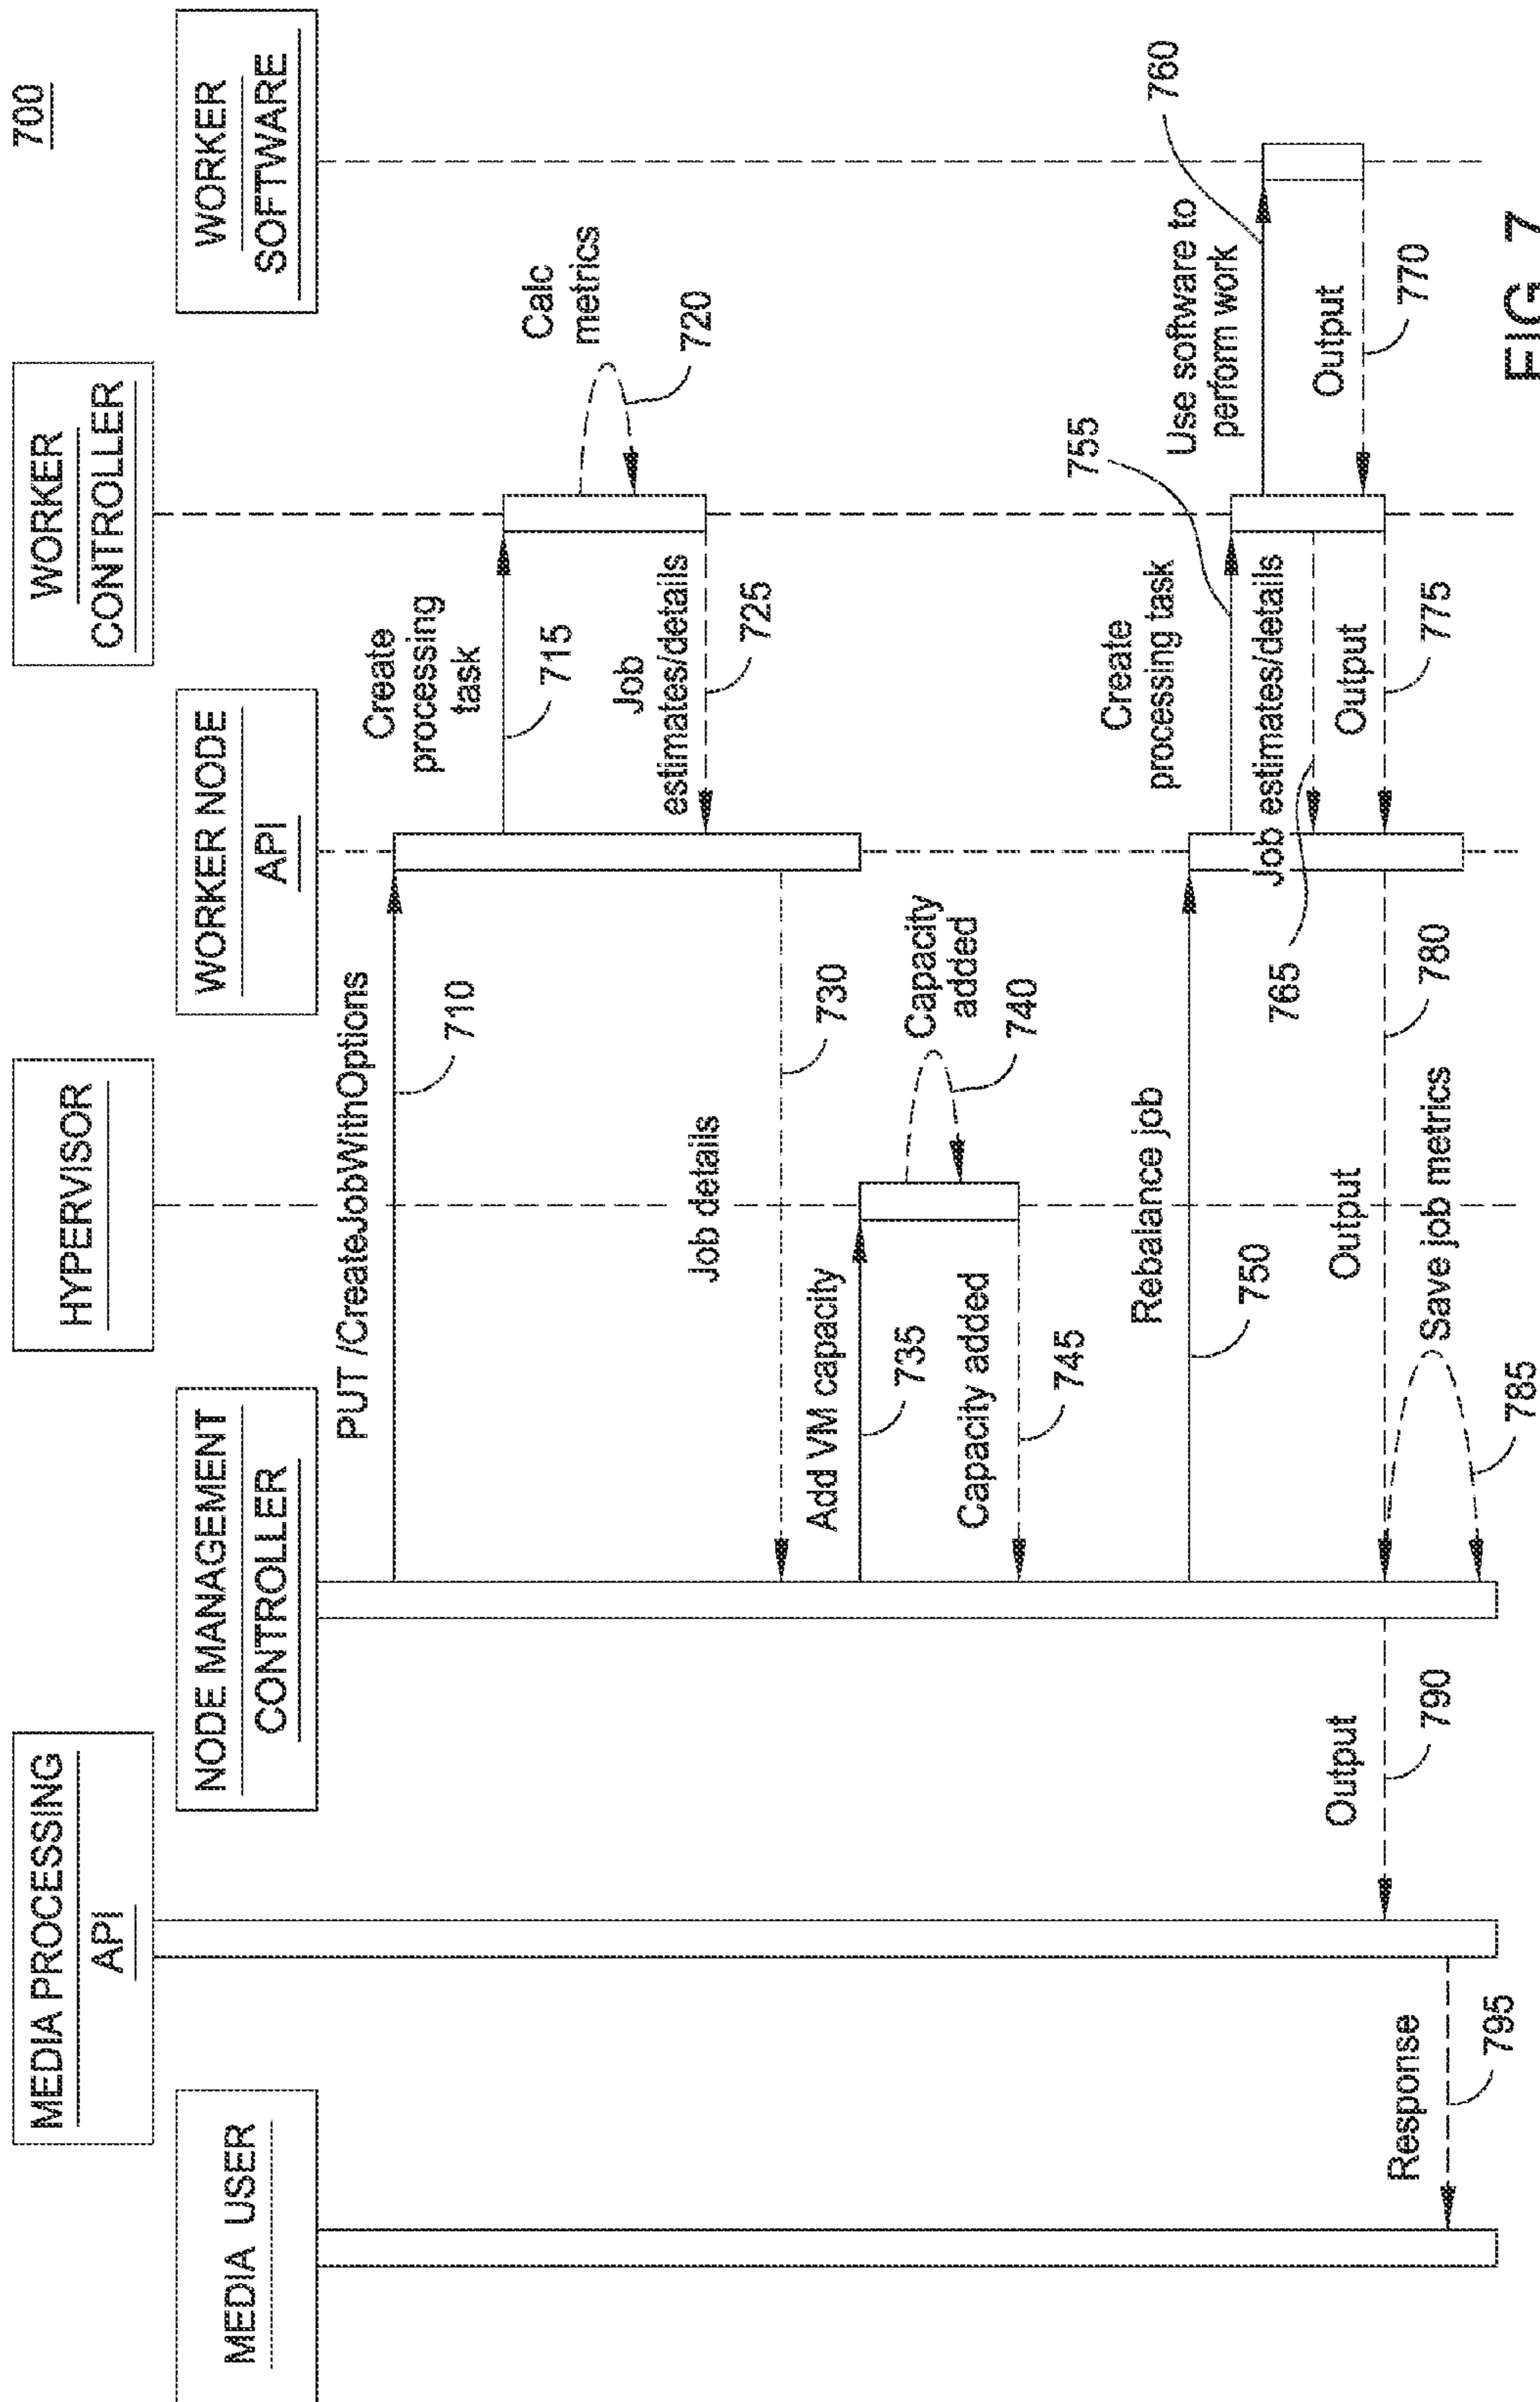 700
MEDIA USER
MEDIA PROCESSING
API
NODE MANAGEMENT
CONTROLLER
HYPERVISOR
WORKER NODE
API
WORKER
CONTROLLER
WORKER
SOFTWARE
PUT /CreateJobWithOptions
710
Create
processing
task
715
Calc
metrics
720
Job
estimates/details
725
Job details
730
Add VM capacity
735
Capacity
added
740
Capacity added
745
Rebalance job
750
Create
processing task
755
Use software to
perform work
760
Job estimates/details
765
Output
770
Output
775
Output
780
Save job metrics
785
Output
790
Response
795
FIG. 7